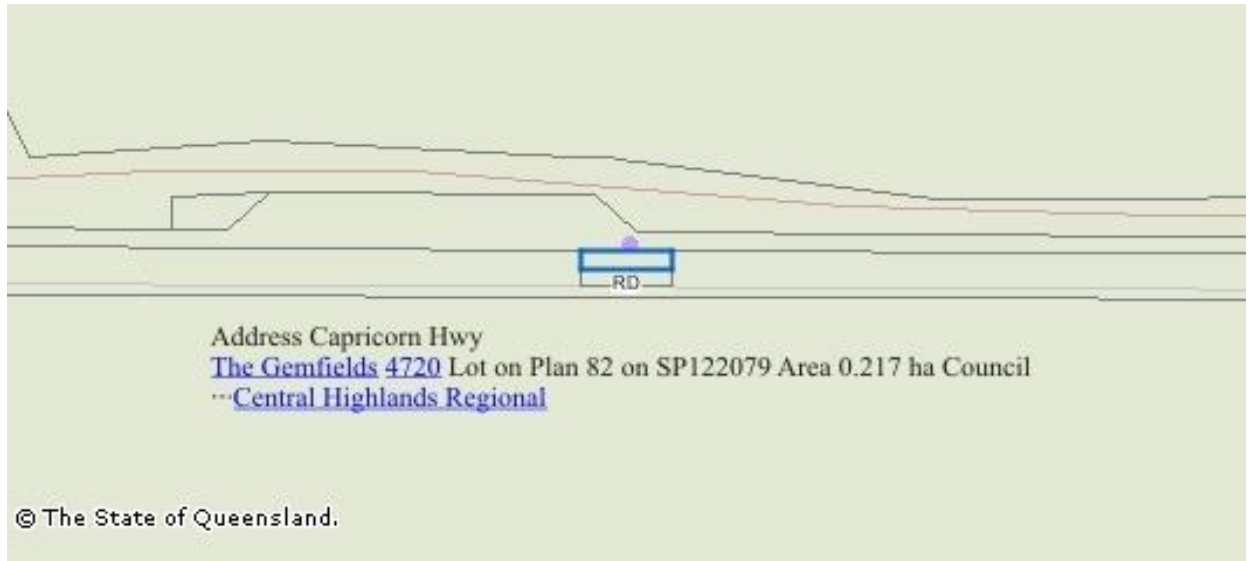 RD
Address Capricorn Hwy
The Gemfields 4720 Lot on Plan 82 on SP122079 Area 0.217 ha Council
···Central Highlands Regional
© The State of Queensland.